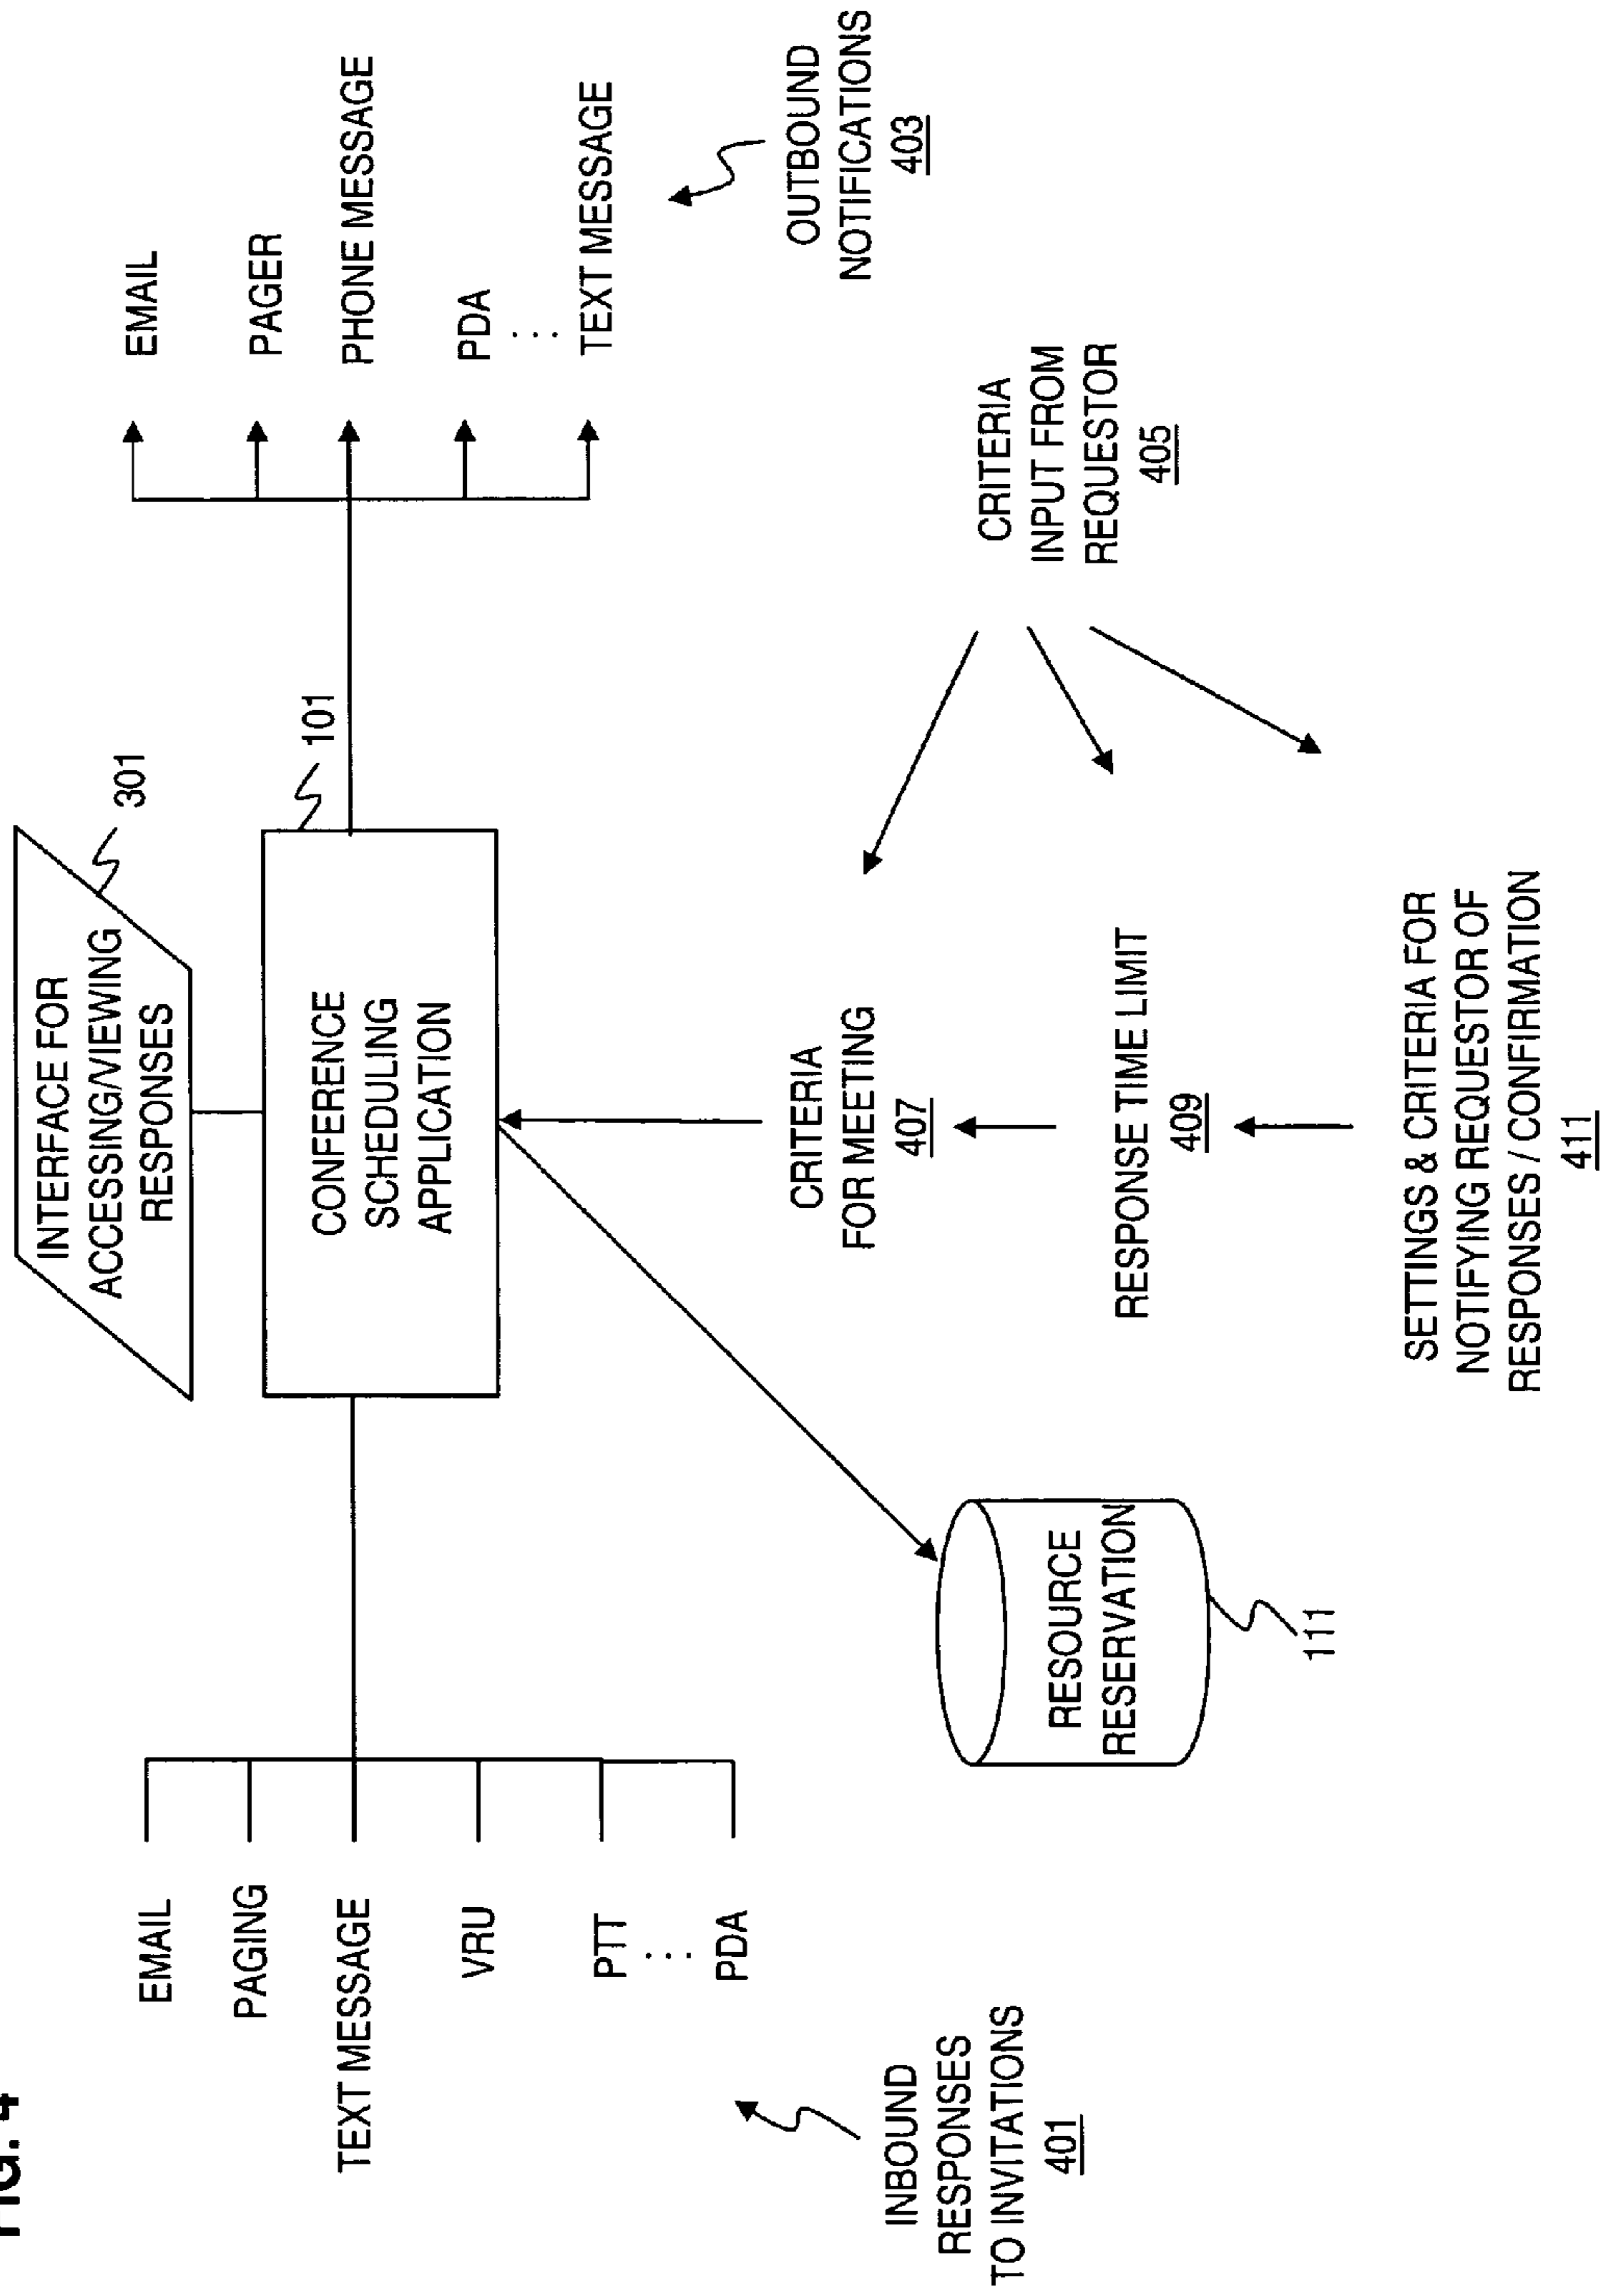 FIG. 4
INTERFACE FOR
ACCESSING/VIEWING
RESPONSES
301
CONFERENCE
SCHEDULING
APPLICATION
101
EMAIL
PAGING
TEXT MESSAGE
VRU
PTT
...
PDA
INBOUND
RESPONSES
TO INVITATIONS
401
EMAIL
PAGER
PHONE MESSAGE
PDA
...
TEXT MESSAGE
OUTBOUND
NOTIFICATIONS
403
CRITERIA
INPUT FROM
REQUESTOR
405
CRITERIA
FOR MEETING
407
RESPONSE TIME LIMIT
409
SETTINGS & CRITERIA FOR
NOTIFYING REQUESTOR OF
RESPONSES / CONFIRMATION
411
RESOURCE
RESERVATION
111